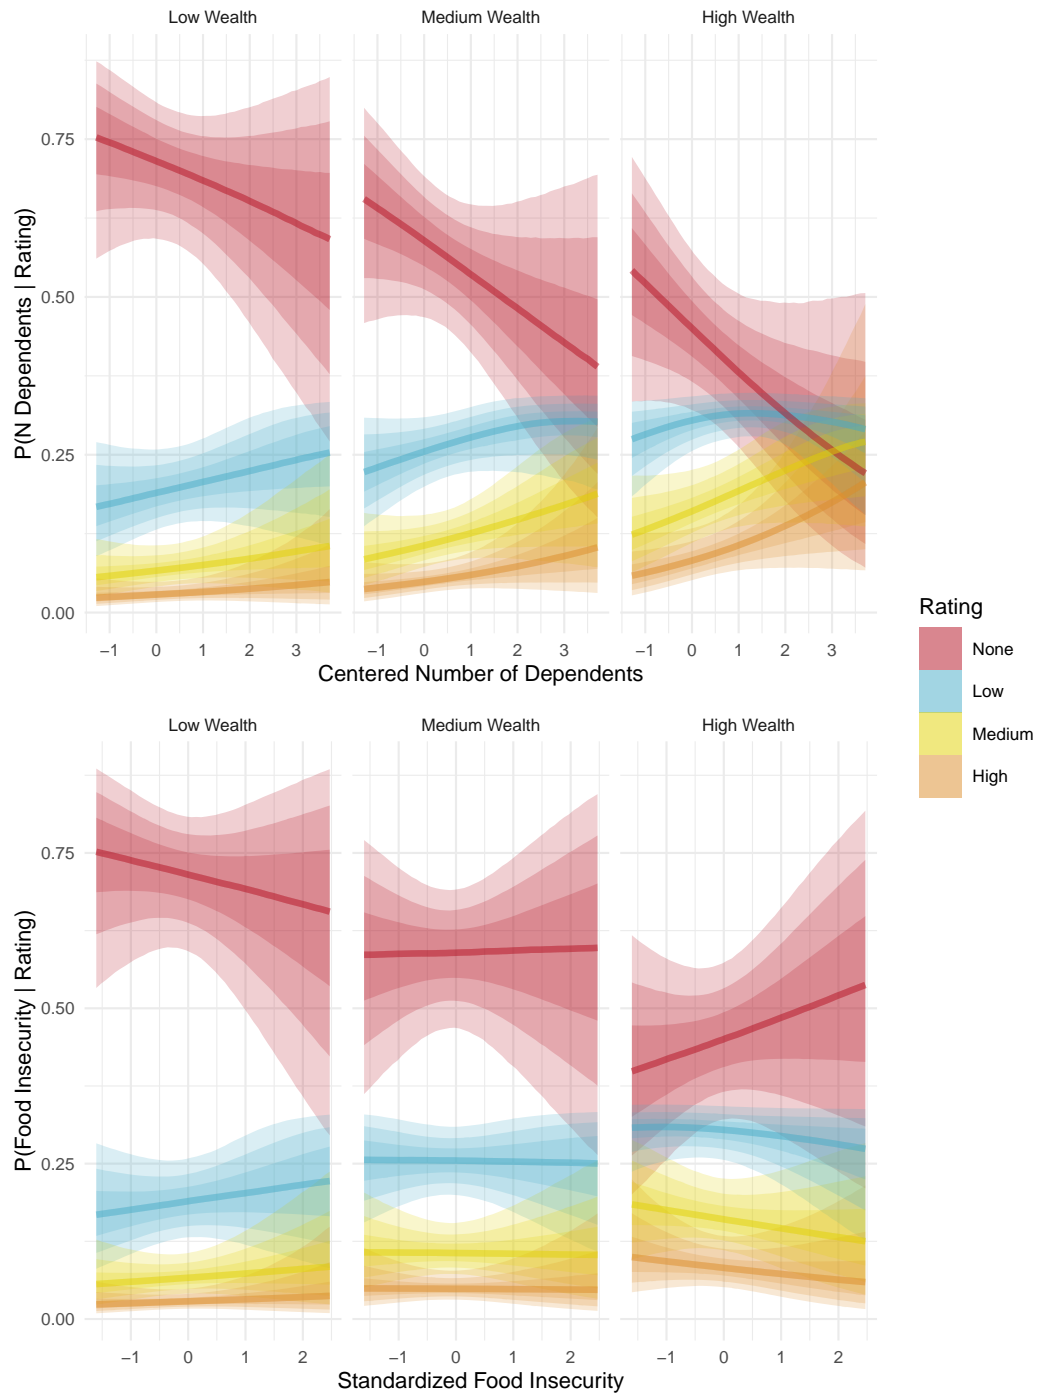 Low Wealth Medium Wealth High Wealth
P(N Dependents | Rating)
0.75
0.50
0.25
0.00
−1 0 1 2 3 −1 0 1 2 3 −1 0 1 2 3
Centered Number of Dependents
Rating
None
Low
Medium
High
Low Wealth Medium Wealth High Wealth
P(Food Insecurity | Rating)
0.75
0.50
0.25
0.00
−1 0 1 2 −1 0 1 2 −1 0 1 2
Standardized Food Insecurity